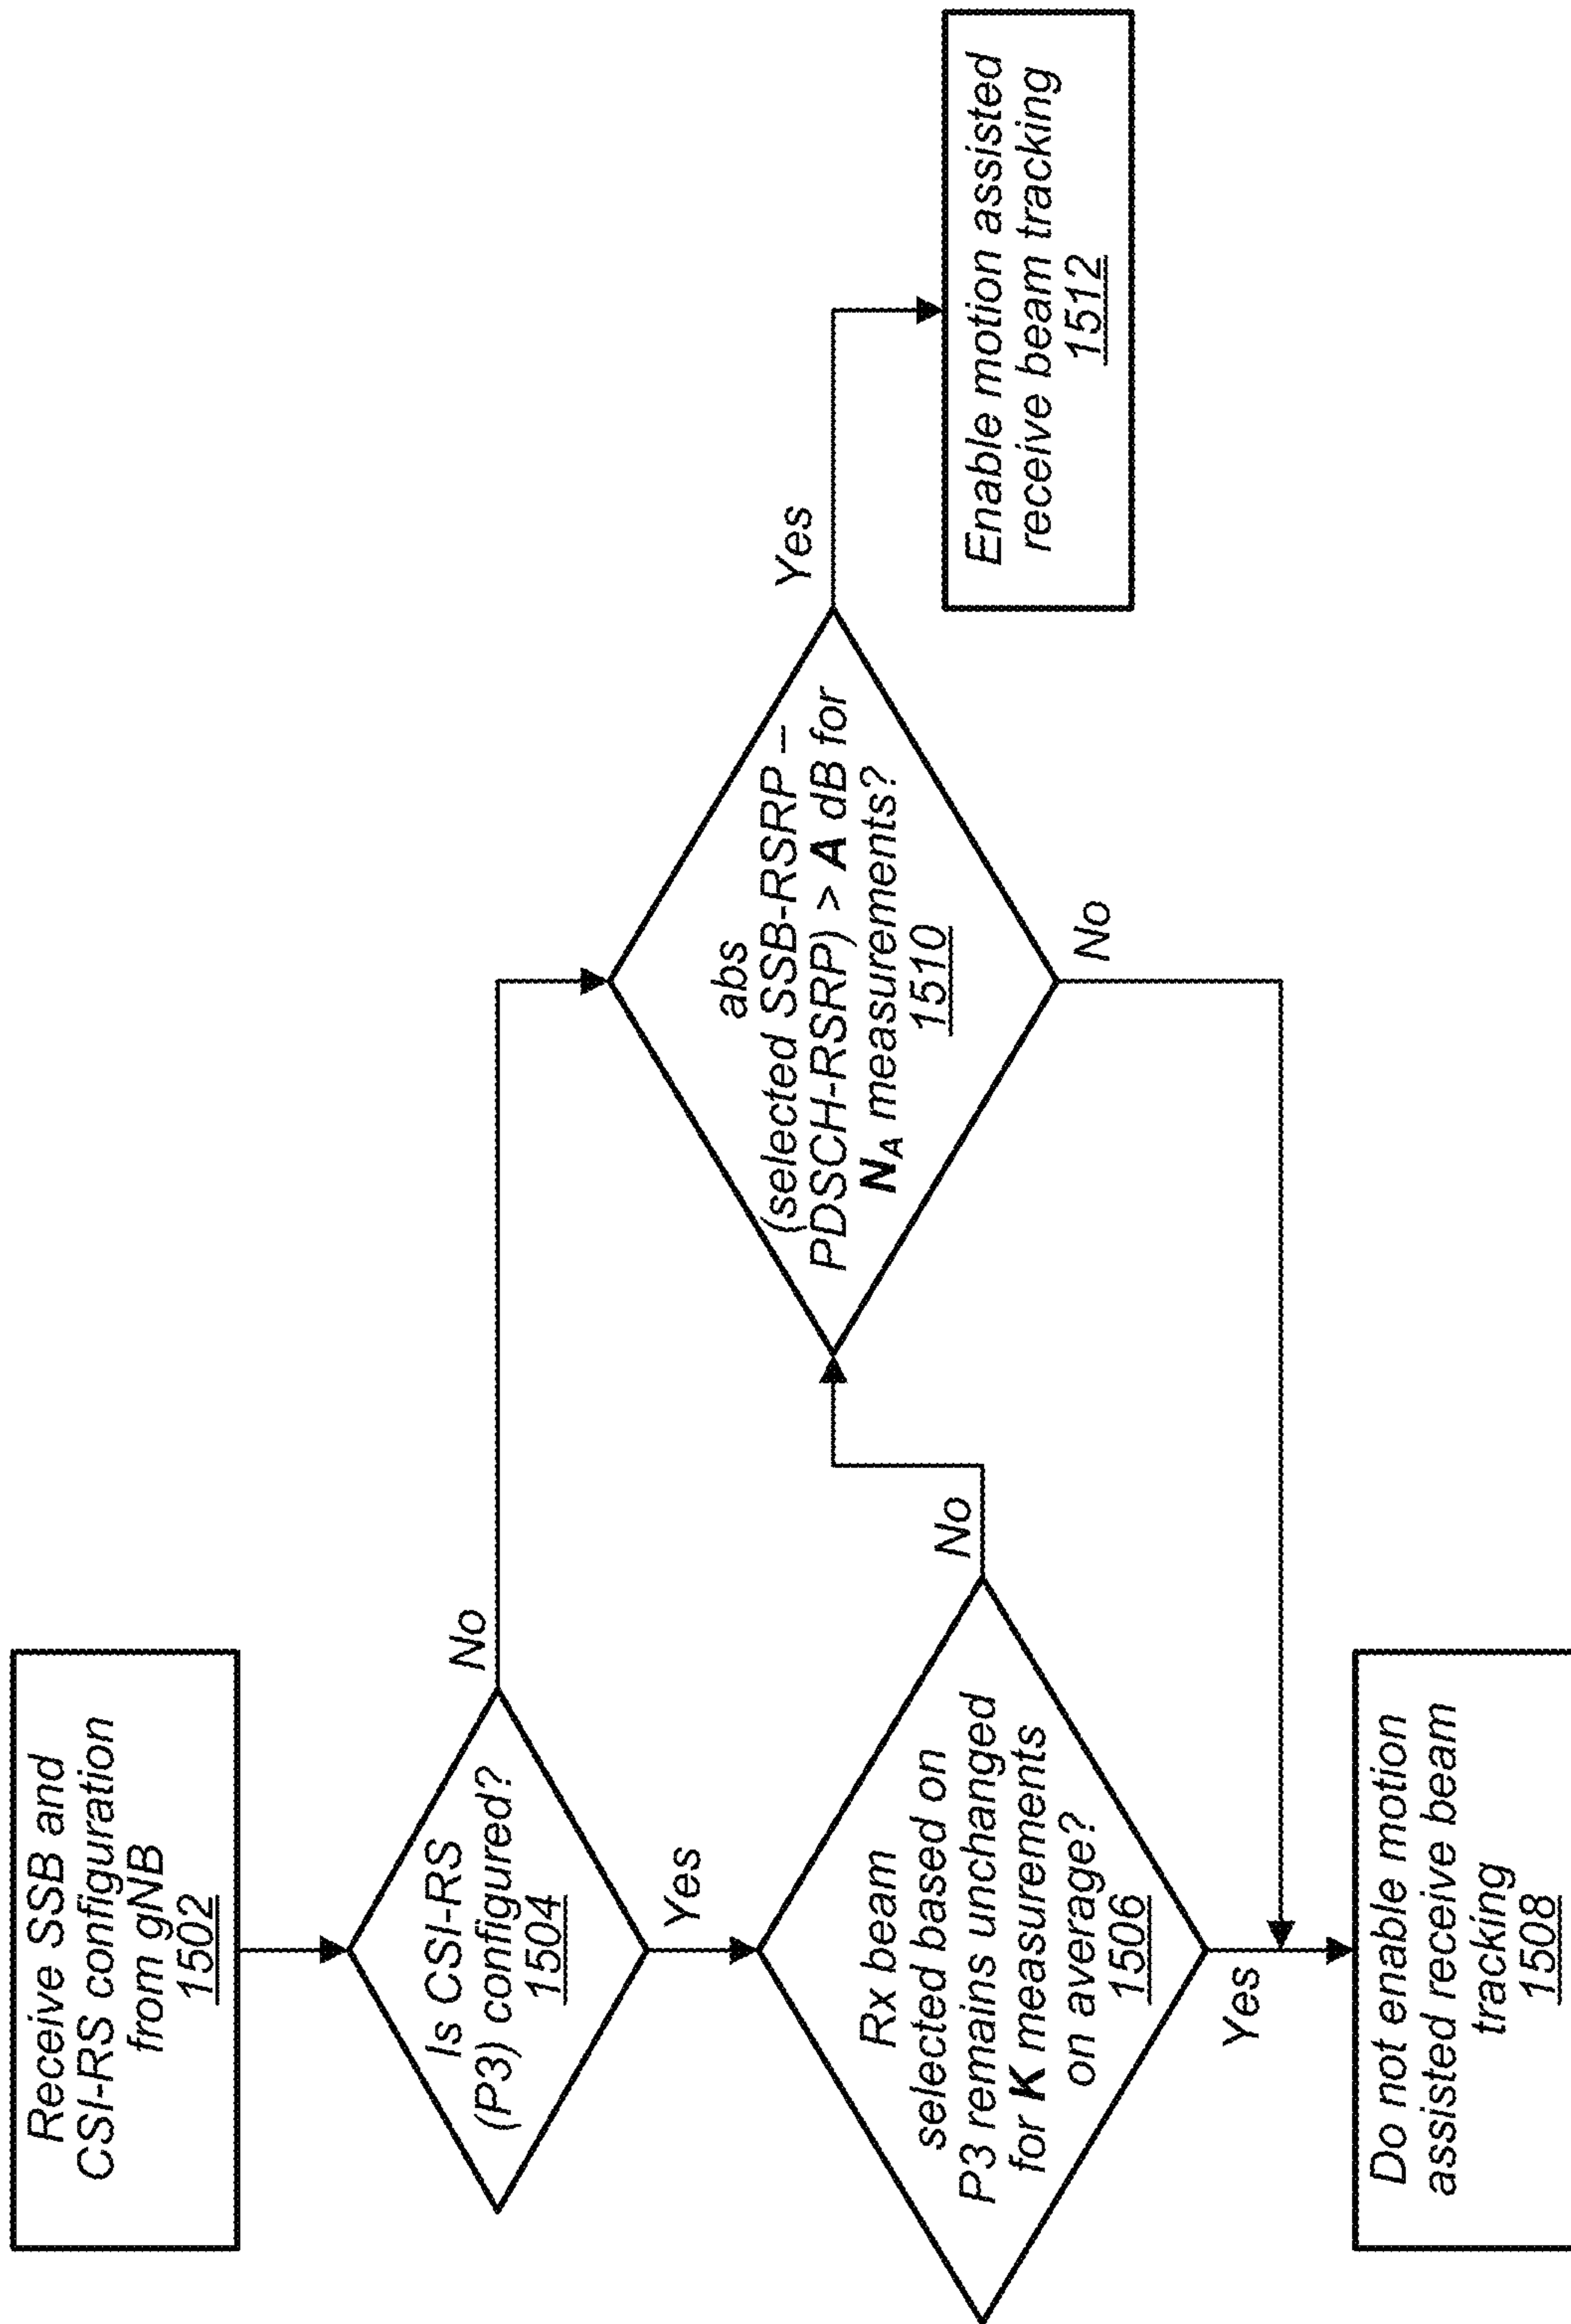 Receive SSB and
CSI-RS configuration
from gNB
1502
Is CSI-RS
(P3) configured?
1504
No
Yes
Rx beam
selected based on
P3 remains unchanged
for K measurements
on average?
1506
No
Yes
abs
(selected SSB-RSRP –
PDSCH-RSRP) > A dB for
NA measurements?
1510
Yes
No
Do not enable motion
assisted receive beam
tracking
1508
Enable motion assisted
receive beam tracking
1512